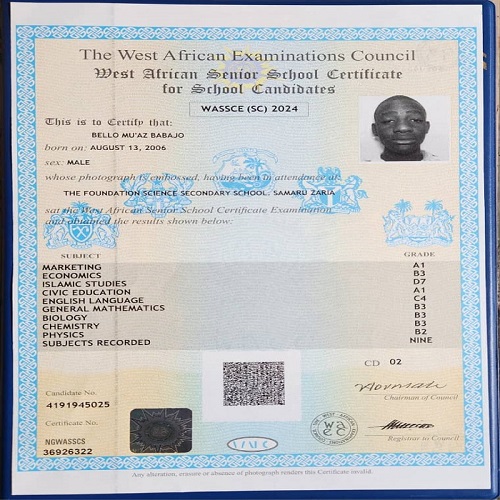 The West African Examinations Council
West African Senior School Certificate
for School Candidates
WASSCE (SC) 2024
This is to Certify that:
BELLO MU'AZ BABAJO
born on: AUGUST 13, 2006
sex: MALE
whose photograph is embossed, having been in attendance at:
THE FOUNDATION SCIENCE SECONDARY SCHOOL. SAMARU ZARIA
sat the West African Senior School Certificate Examination
and obtained the results shown below:
SUBJECT GRADE
MARKETING A1
ECONOMICS B3
ISLAMIC STUDIES D7
CIVIC EDUCATION A1
ENGLISH LANGUAGE C4
GENERAL MATHEMATICS B3
BIOLOGY B3
CHEMISTRY B3
PHYSICS B2
SUBJECTS RECORDED NINE
CD 02
Candidate No.
4191945025
Chairman of Council
Certificate No.
NGWASSCS
36926322
Registrar to Council
Any alteration, erasure or absence of photograph renders this Certificate invalid.